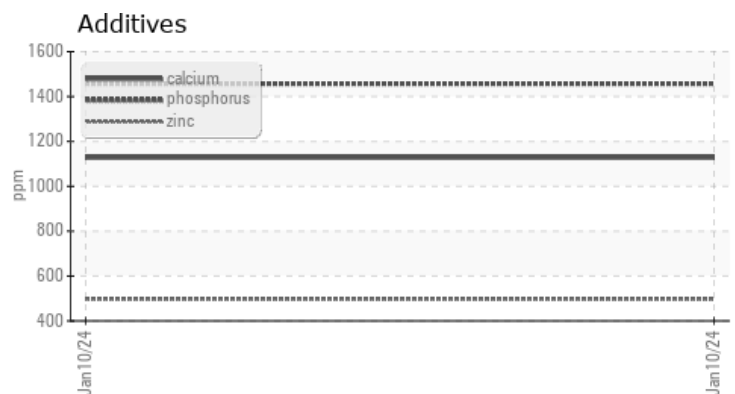 Additives
1600
1400
1200
1000
800
600
400
ppm
calcium
phosphorus
zinc
Jan10/24
Jan10/24